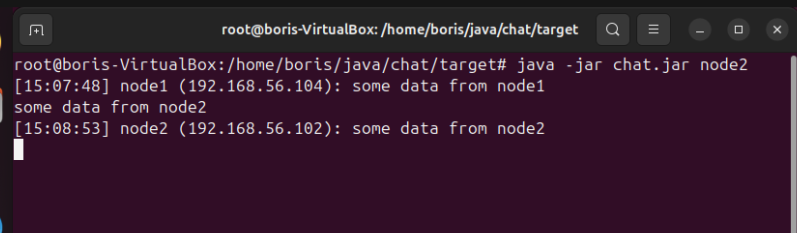 root@boris-VirtualBox: /home/boris/java/chat/target
root@boris-VirtualBox:/home/boris/java/chat/target# java -jar chat.jar node2
[15:07:48] node1 (192.168.56.104): some data from node1
some data from node2
[15:08:53] node2 (192.168.56.102): some data from node2